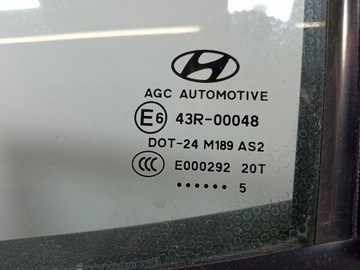 AGC AUTOMOTIVE
E6 43R-00048
DOT-24 M189 AS2
CCC E000292 20T
...... 5